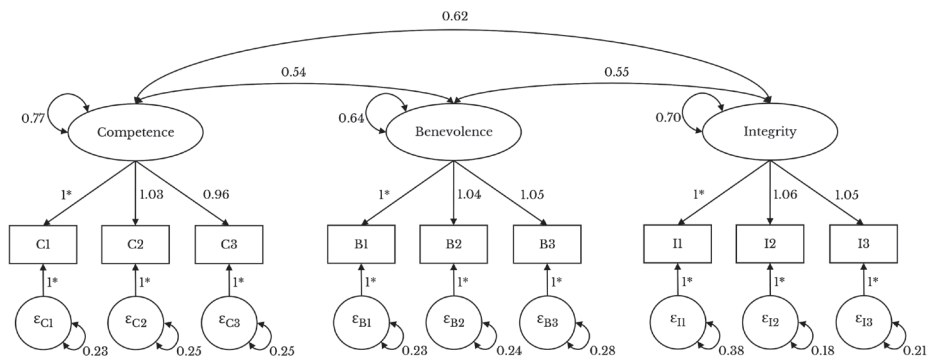 0.62
0.54 0.55
0.77 Competence 0.64 Benevolence 0.70 Integrity
1* 1.03 0.96 1* 1.04 1.05 1* 1.06 1.05
C1 C2 C3 B1 B2 B3 I1 I2 I3
1* 1* 1* 1* 1* 1* 1* 1* 1*
εC1 εC2 εC3 εB1 εB2 εB3 εI1 εI2 εI3
0.23 0.25 0.25 0.23 0.24 0.28 0.38 0.18 0.21